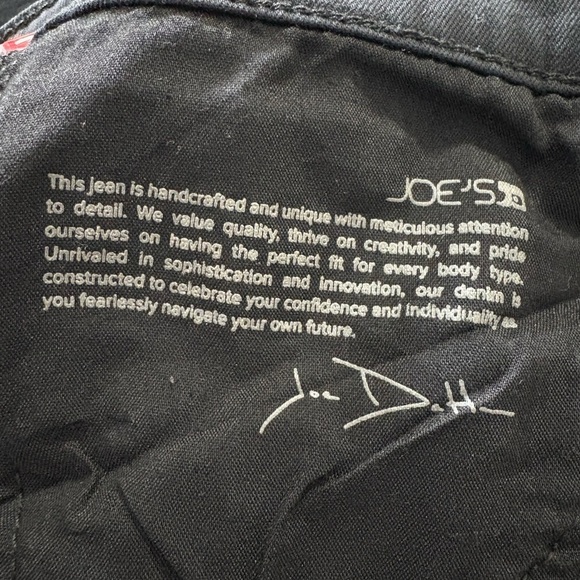 JOE'S
This jean is handcrafted and unique with meticulous attention
to detail. We value quality, thrive on creativity, and pride
ourselves on having the perfect fit for every body type.
Unrivaled in sophistication and innovation, our denim is
constructed to celebrate your confidence and individuality as
you fearlessly navigate your own future.
Joe Dahan